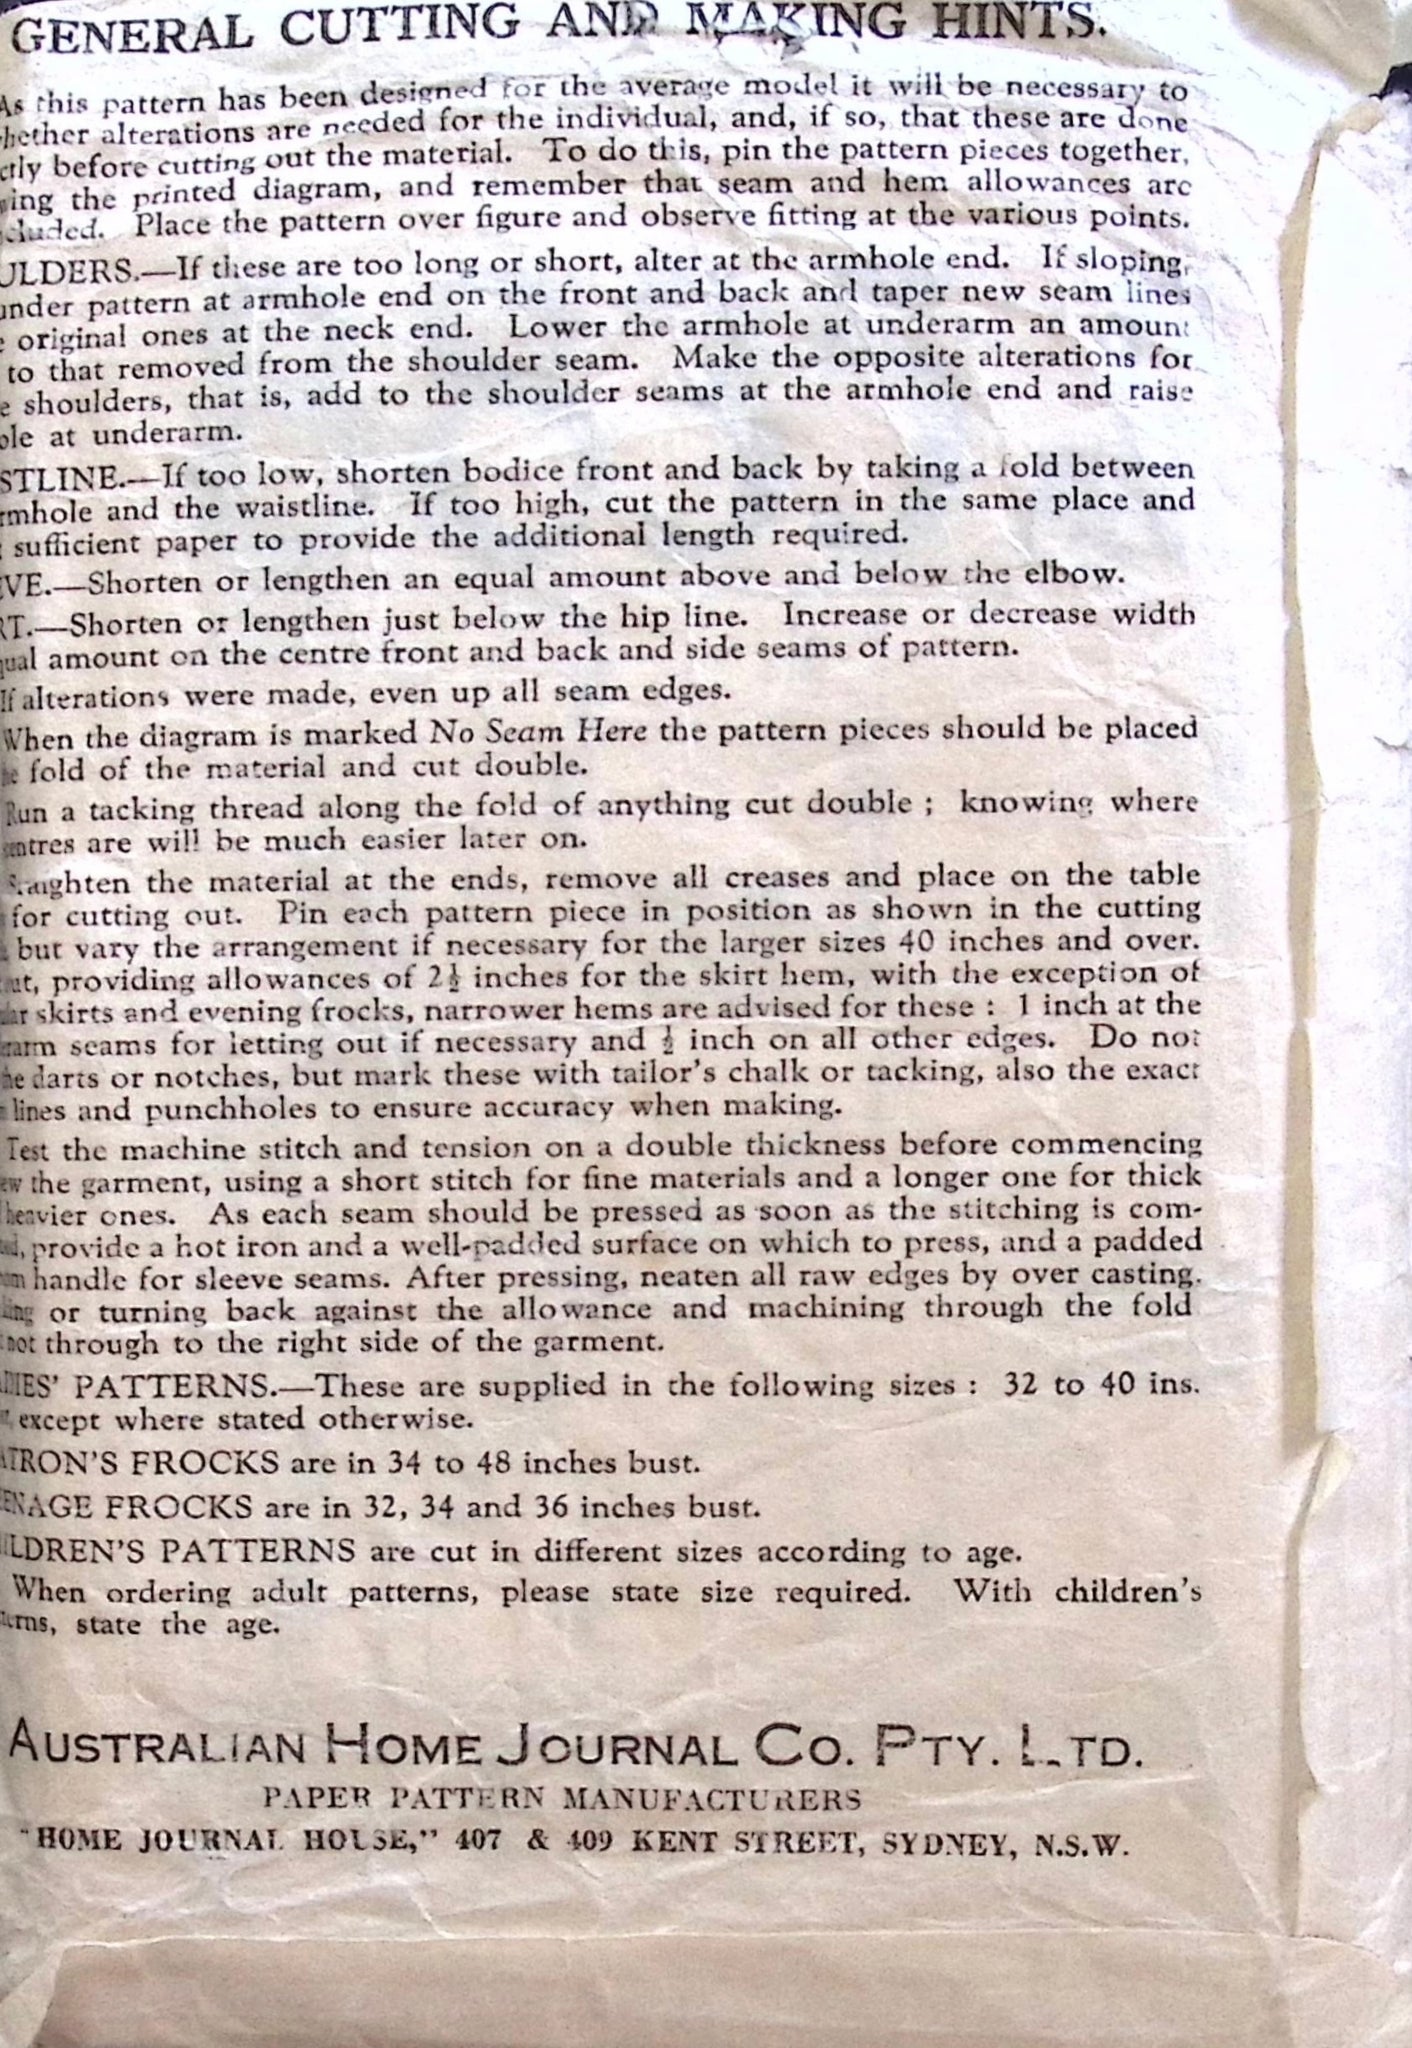 GENERAL CUTTING AND MAKING HINTS.
As this pattern has been designed for the average model it will be necessary to
alterations are needed for the individual, and, if so, that these are done
before cutting out the material. To do this, pin the pattern pieces together,
the printed diagram, and remember that seam and hem allowances are
Place the pattern over figure and observe fitting at the various points.
ULDERS.—If these are too long or short, alter at the armhole end. If sloping,
under pattern at armhole end on the front and back and taper new seam lines
original ones at the neck end. Lower the armhole at underarm an amount
to that removed from the shoulder seam. Make the opposite alterations for
shoulders, that is, add to the shoulder seams at the armhole end and raise
ole at underarm.
STLINE.—If too low, shorten bodice front and back by taking a fold between
rmhole and the waistline. If too high, cut the pattern in the same place and
sufficient paper to provide the additional length required.
VE.—Shorten or lengthen an equal amount above and below the elbow.
RT.—Shorten or lengthen just below the hip line. Increase or decrease width
qual amount on the centre front and back and side seams of pattern.
If alterations were made, even up all seam edges.
When the diagram is marked No Seam Here the pattern pieces should be placed
fold of the material and cut double.
Run a tacking thread along the fold of anything cut double ; knowing where
centres are will be much easier later on.
Straighten the material at the ends, remove all creases and place on the table
for cutting out. Pin each pattern piece in position as shown in the cutting
but vary the arrangement if necessary for the larger sizes 40 inches and over.
providing allowances of 2½ inches for the skirt hem, with the exception of
skirts and evening frocks, narrower hems are advised for these : 1 inch at the
seams for letting out if necessary and ½ inch on all other edges. Do not
darts or notches, but mark these with tailor's chalk or tacking, also the exact
lines and punchholes to ensure accuracy when making.
Test the machine stitch and tension on a double thickness before commencing
the garment, using a short stitch for fine materials and a longer one for thick
heavier ones. As each seam should be pressed as soon as the stitching is com-
provide a hot iron and a well-padded surface on which to press, and a padded
handle for sleeve seams. After pressing, neaten all raw edges by over casting,
or turning back against the allowance and machining through the fold
not through to the right side of the garment.
DIES' PATTERNS.—These are supplied in the following sizes : 32 to 40 ins.
except where stated otherwise.
ATRON'S FROCKS are in 34 to 48 inches bust.
ENAGE FROCKS are in 32, 34 and 36 inches bust.
ILDREN'S PATTERNS are cut in different sizes according to age.
When ordering adult patterns, please state size required. With children's
terns, state the age.
AUSTRALIAN HOME JOURNAL CO. PTY. LTD.
PAPER PATTERN MANUFACTURERS
"HOME JOURNAL HOUSE," 407 & 409 KENT STREET, SYDNEY, N.S.W.